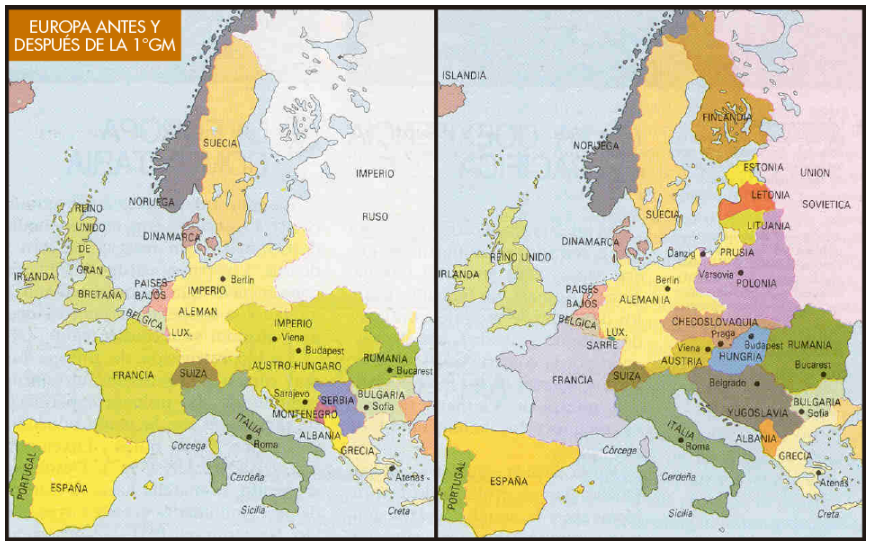 EUROPA ANTES Y
DESPUÉS DE LA 1°GM
SUECIA
IMPERIO
RUSO
NORUEGA
REINO
UNIDO
DE
GRAN
BRETAÑA
IRLANDA
DINAMARCA
PAISES
BAJOS
BELGICA
LUX.
Berlín
IMPERIO
ALEMAN
IMPERIO
Viena
Budapest
AUSTRO-HUNGARO
FRANCIA
SUIZA
RUMANIA
Bucarest
Sarajevo
SERBIA
MONTENEGRO
BULGARIA
Sofia
ITALIA
Roma
ALBANIA
GRECIA
Atenas
Córcega
Cerdeña
Sicilia
Creta
PORTUGAL
ESPAÑA
ISLANDIA
FINLANDIA
NORUEGA
SUECIA
ESTONIA
UNION
SOVIETICA
LETONIA
LITUANIA
DINAMARCA
Danzig
PRUSIA
REINO UNIDO
IRLANDA
Varsovia
POLONIA
Berlín
ALEMANIA
PAISES
BAJOS
BELGICA
LUX.
SARRE
CHECOSLOVAQUIA
Praga
Viena
AUSTRIA
Budapest
HUNGRIA
RUMANIA
Bucarest
FRANCIA
SUIZA
Belgrado
YUGOSLAVIA
BULGARIA
Sofia
ITALIA
Roma
ALBANIA
GRECIA
Atenas
Córcega
Cerdeña
Sicilia
Creta
PORTUGAL
ESPAÑA